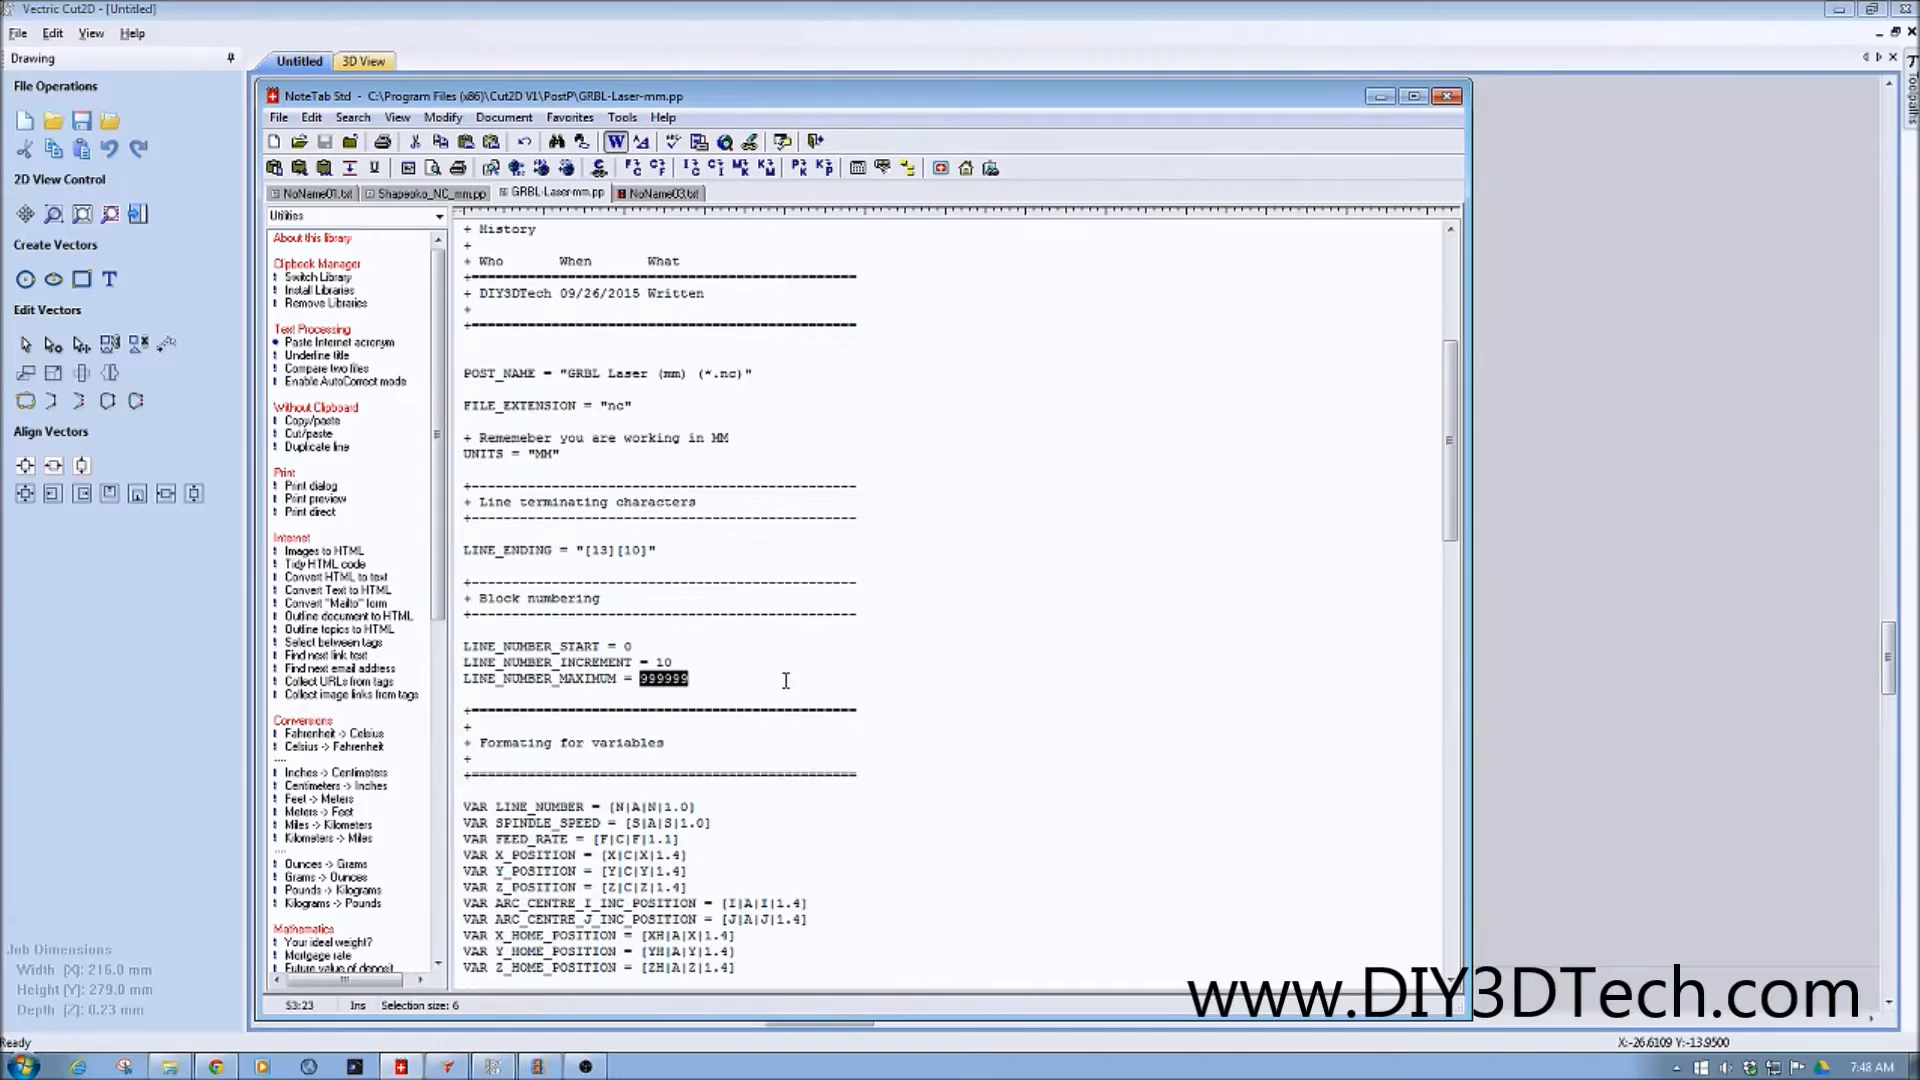 Vectric Cut2D - [Untitled]
File Edit View Help
Drawing
File Operations
2D View Control
Create Vectors
Edit Vectors
Align Vectors
Job Dimensions
Width [X]: 216.0 mm
Height [Y]: 279.0 mm
Depth [Z]: 0.23 mm
Ready
Untitled 3D View
Toolpaths
NoteTab Std - C:\Program Files (x86)\Cut2D V1\PostP\GRBL-Laser-mm.pp
File Edit Search View Modify Document Favorites Tools Help
NoName01.txt Shapeoko_NC_mm.pp GRBL-Laser-mm.pp NoName03.txt
Utilities
About this library
Clipbook Manager
Switch Library
Install Libraries
Remove Libraries
Text Processing
Paste Internet acronym
Underline title
Compare two files
Enable AutoCorrect mode
Without Clipboard
Copy/paste
Cut/paste
Duplicate line
Print
Print dialog
Print preview
Print direct
Internet
Images to HTML
Tidy HTML code
Convert HTML to text
Convert Text to HTML
Convert "Mailto" form
Outline document to HTML
Outline topics to HTML
Select between tags
Find next link text
Find next email address
Collect URLs from tags
Collect image links from tags
Conversions
Fahrenheit -> Celsius
Celsius -> Fahrenheit
....
Inches -> Centimeters
Centimeters -> Inches
Feet -> Meters
Meters -> Feet
Miles -> Kilometers
Kilometers -> Miles
....
Ounces -> Grams
Grams -> Ounces
Pounds -> Kilograms
Kilograms -> Pounds
Mathematics
Your ideal weight?
Mortgage rate
Future value of deposit
+ History
+
+ Who When What
+================================================
+ DIY3DTech 09/26/2015 Written
+
+================================================
POST_NAME = "GRBL Laser (mm) (*.nc)"
FILE_EXTENSION = "nc"
+ Rememeber you are working in MM
UNITS = "MM"
+------------------------------------------------
+ Line terminating characters
+------------------------------------------------
LINE_ENDING = "[13][10]"
+------------------------------------------------
+ Block numbering
+------------------------------------------------
LINE_NUMBER_START = 0
LINE_NUMBER_INCREMENT = 10
LINE_NUMBER_MAXIMUM = 999999
+================================================
+
+ Formating for variables
+
+================================================
VAR LINE_NUMBER = [N|A|N|1.0]
VAR SPINDLE_SPEED = [S|A|S|1.0]
VAR FEED_RATE = [F|C|F|1.1]
VAR X_POSITION = [X|C|X|1.4]
VAR Y_POSITION = [Y|C|Y|1.4]
VAR Z_POSITION = [Z|C|Z|1.4]
VAR ARC_CENTRE_I_INC_POSITION = [I|A|I|1.4]
VAR ARC_CENTRE_J_INC_POSITION = [J|A|J|1.4]
VAR X_HOME_POSITION = [XH|A|X|1.4]
VAR Y_HOME_POSITION = [YH|A|Y|1.4]
VAR Z_HOME_POSITION = [ZH|A|Z|1.4]
53:23 Ins Selection size: 6
www.DIY3DTech.com
X:-26.6109 Y:-13.9500
7:48 AM